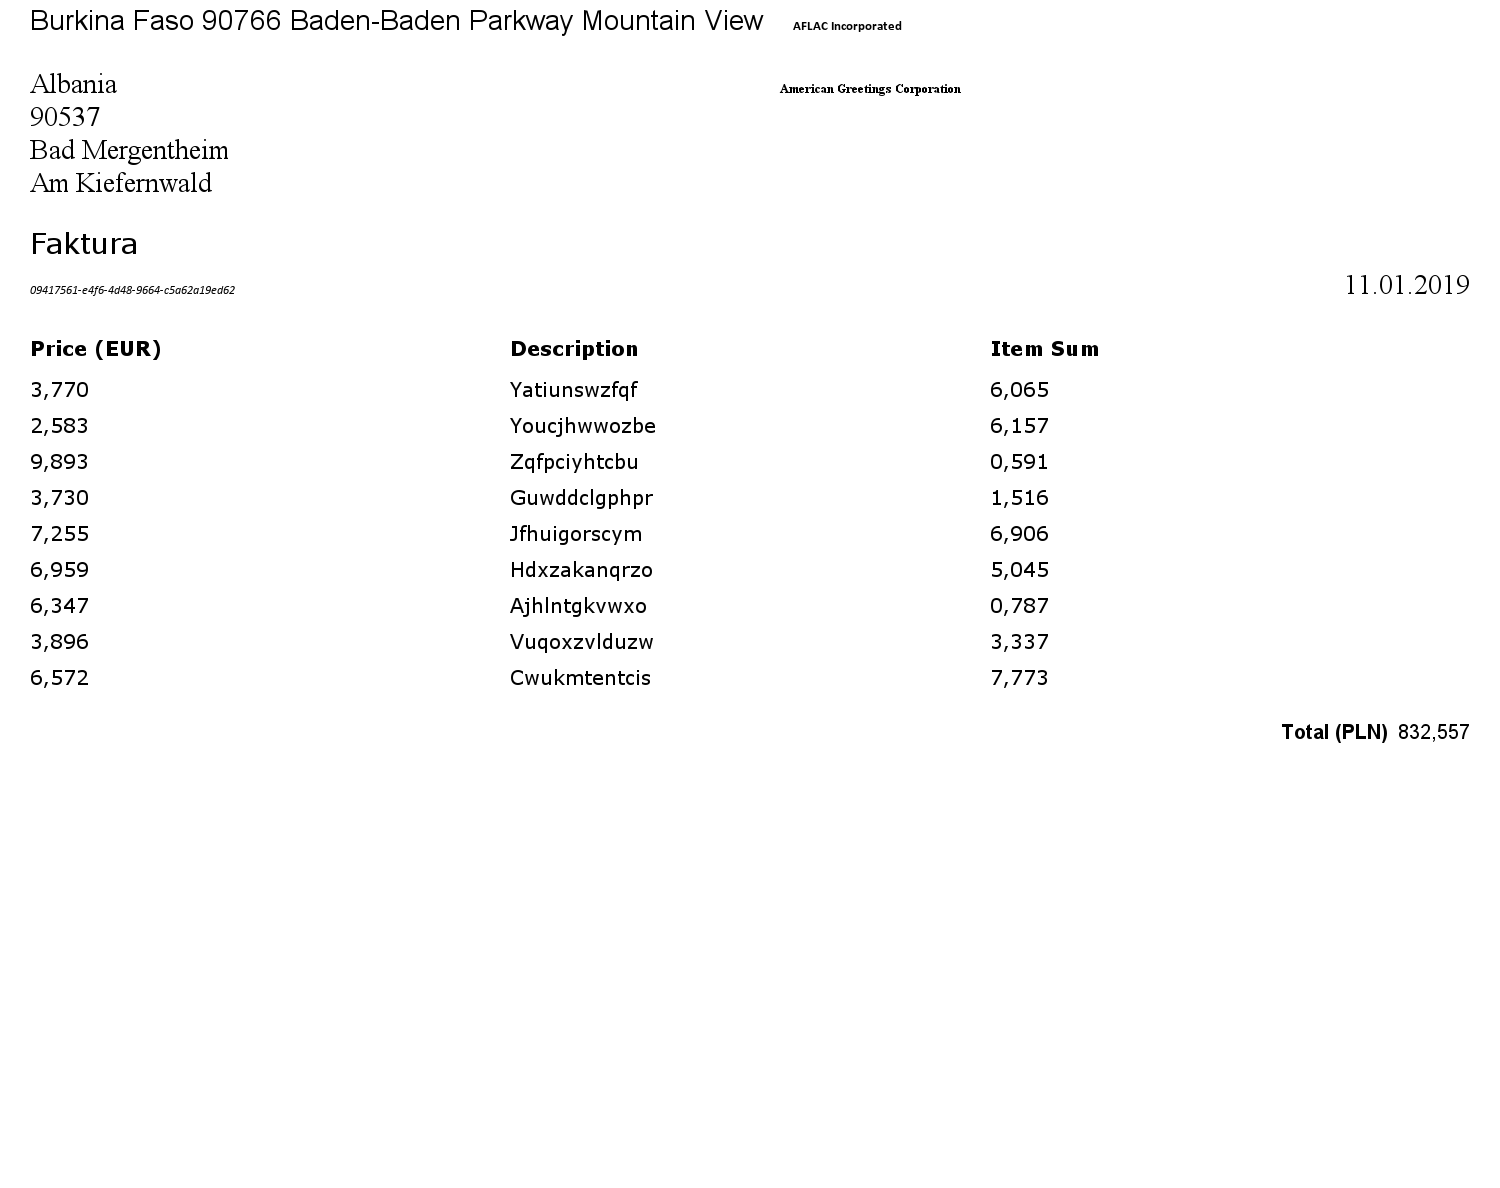 Burkina Faso 90766 Baden-Baden Parkway Mountain View AFLAC Incorporated
Albania American Greetings Corporation
90537
Bad Mergentheim
Am Kiefernwald
Faktura
09417561-e4f6-4d48-9664-c5a62a19ed62 11.01.2019
Price (EUR) Description Item Sum
3,770 Yatiunswzfqf 6,065
2,583 Youcjhwwozbe 6,157
9,893 Zqfpciyhtcbu 0,591
3,730 Guwddclgphpr 1,516
7,255 Jfhuigorscym 6,906
6,959 Hdxzakanqrzo 5,045
6,347 Ajhlntgkvwxo 0,787
3,896 Vuqoxzvlduzw 3,337
6,572 Cwukmtentcis 7,773
Total (PLN) 832,557